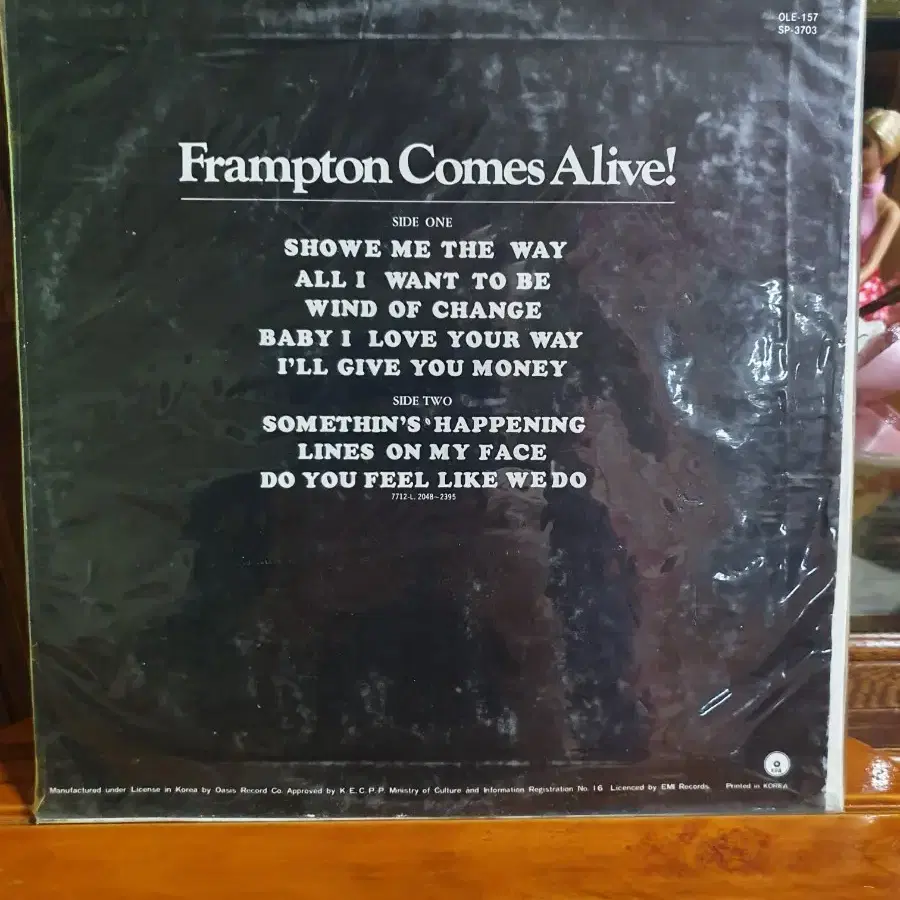 OLE-157
SP-3703
Frampton Comes Alive!
SIDE ONE
SHOWE ME THE WAY
ALL I WANT TO BE
WIND OF CHANGE
BABY I LOVE YOUR WAY
I'LL GIVE YOU MONEY
SIDE TWO
SOMETHIN'S HAPPENING
LINES ON MY FACE
DO YOU FEEL LIKE WE DO
7712-L. 2048~2395
Manufactured under License in Korea by Oasis Record Co. Approved by K.E.C.P.P. Ministry of Culture and Information Registration No. 16 Licenced by EMI Records. Printed in KOREA